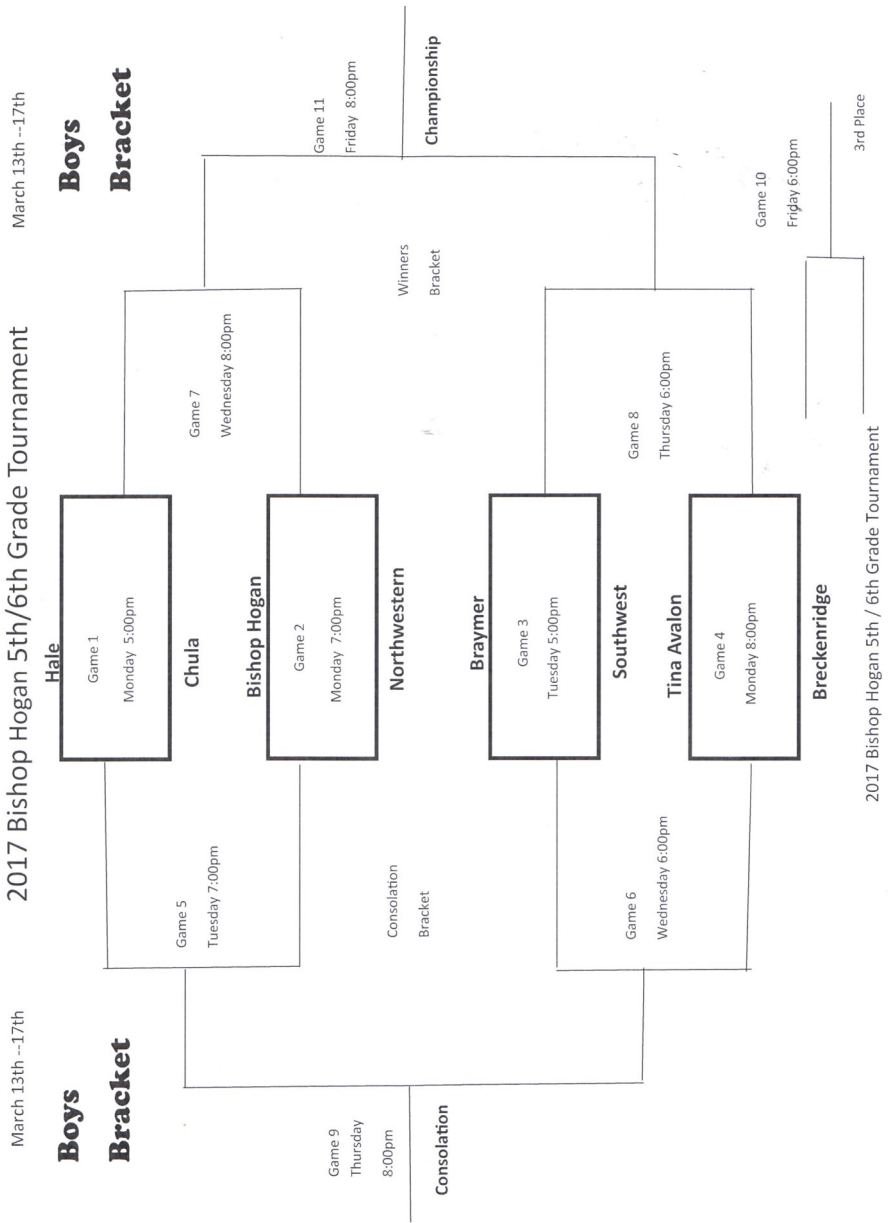 March 13th --17th
2017 Bishop Hogan 5th/6th Grade Tournament
March 13th --17th
Boys
Bracket
Boys
Bracket
Hale
Game 1
Monday 5:00pm
Chula
Game 5
Tuesday 7:00pm
Game 7
Wednesday 8:00pm
Bishop Hogan
Game 2
Monday 7:00pm
Northwestern
Game 9
Thursday
8:00pm
Consolation
Consolation
Bracket
Winners
Bracket
Game 11
Friday 8:00pm
Championship
Braymer
Game 3
Tuesday 5:00pm
Southwest
Game 6
Wednesday 6:00pm
Game 8
Thursday 6:00pm
Tina Avalon
Game 4
Monday 8:00pm
Breckenridge
Game 10
Friday 6:00pm
3rd Place
2017 Bishop Hogan 5th / 6th Grade Tournament